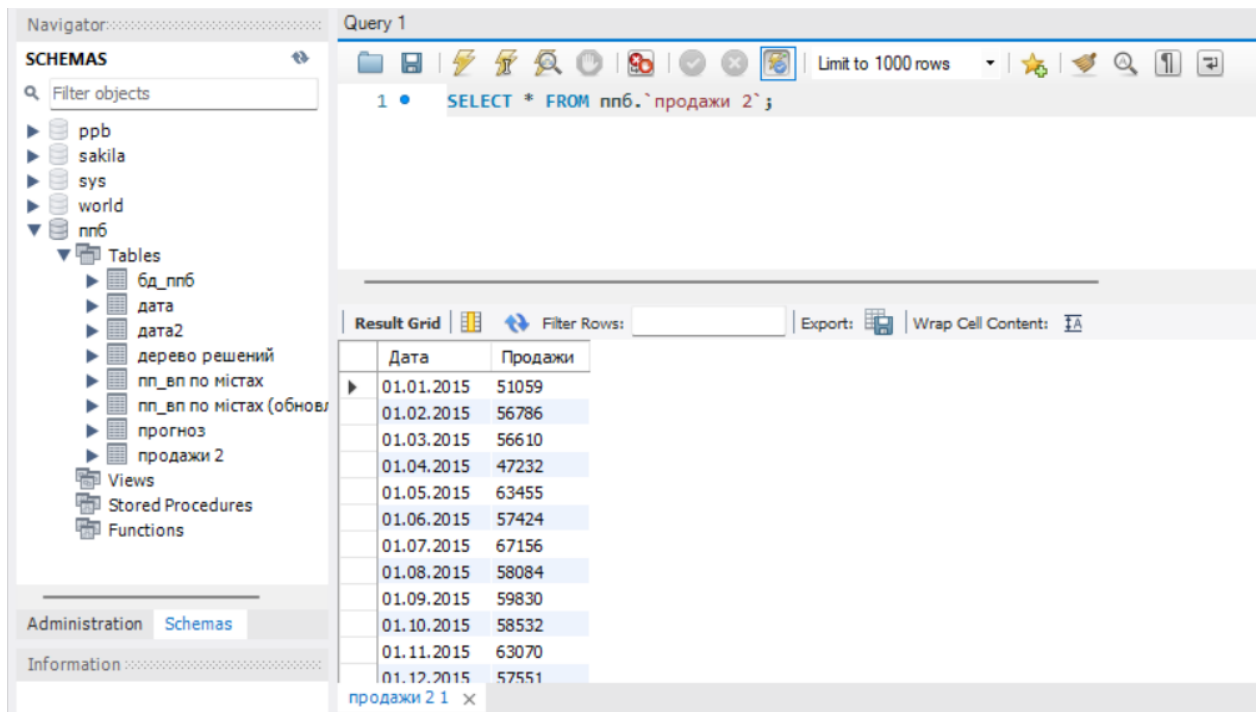 Navigator
SCHEMAS
Filter objects
ppb
sakila
sys
world
ппб
Tables
бд_ппб
дата
дата2
дерево решений
пп_вп по містах
пп_вп по містах (обновл
прогноз
продажи 2
Views
Stored Procedures
Functions
Administration Schemas
Information
Query 1
Limit to 1000 rows
1 SELECT * FROM ппб.`продажи 2`;
Result Grid Filter Rows: Export: Wrap Cell Content:
Дата Продажи
01.01.2015 51059
01.02.2015 56786
01.03.2015 56610
01.04.2015 47232
01.05.2015 63455
01.06.2015 57424
01.07.2015 67156
01.08.2015 58084
01.09.2015 59830
01.10.2015 58532
01.11.2015 63070
01.12.2015 57551
продажи 2 1